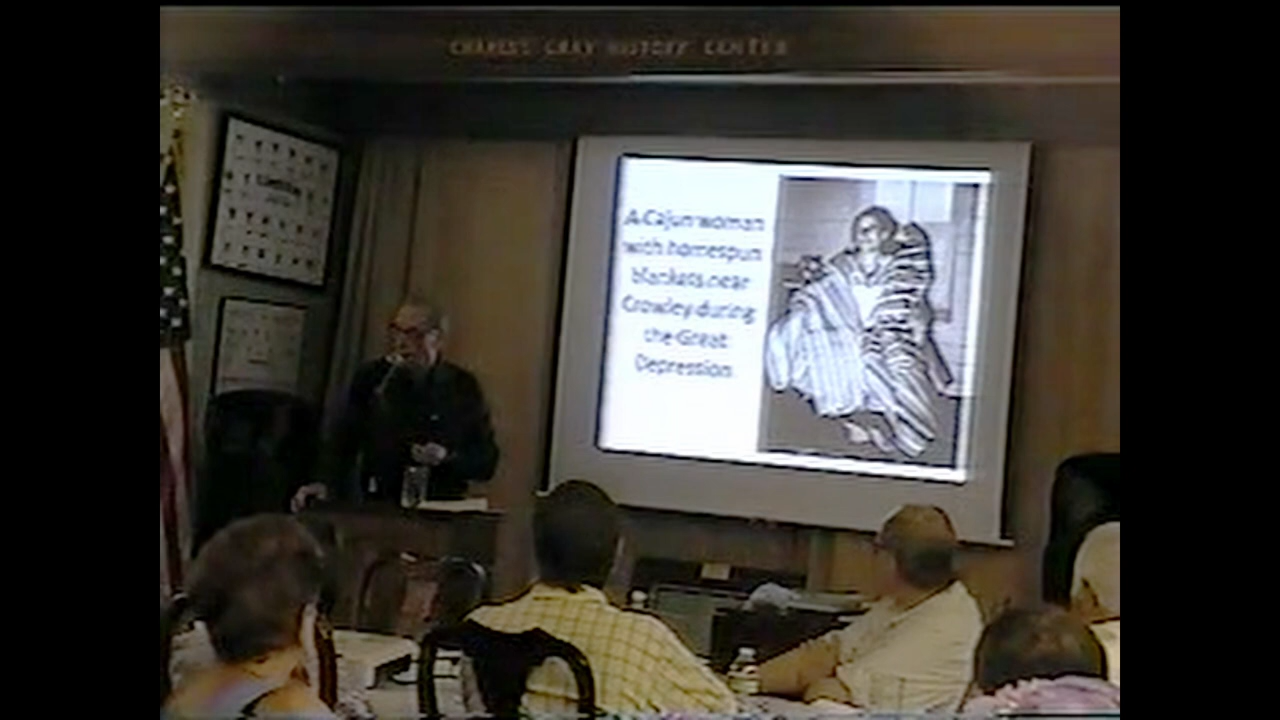 CHARLES GRAY HISTORY CENTER
A Cajun woman
with homespun
blankets near
Crowley during
the Great
Depression